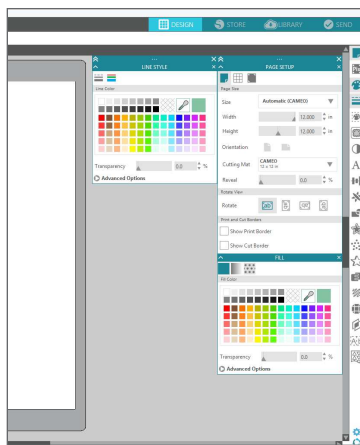 DESIGN
STORE
LIBRARY
SEND
LINE STYLE
Line Color
Transparency 0.0 %
Advanced Options
PAGE SETUP
Page Size
Size Automatic (CAMEO)
Width 12.000 in
Height 12.000 in
Orientation
Cutting Mat CAMEO
12 x 12 in
Reveal 0.0 %
Rotate View
Rotate
Print and Cut Borders
Show Print Border
Show Cut Border
FILL
Fill Color
Transparency 0.0 %
Advanced Options